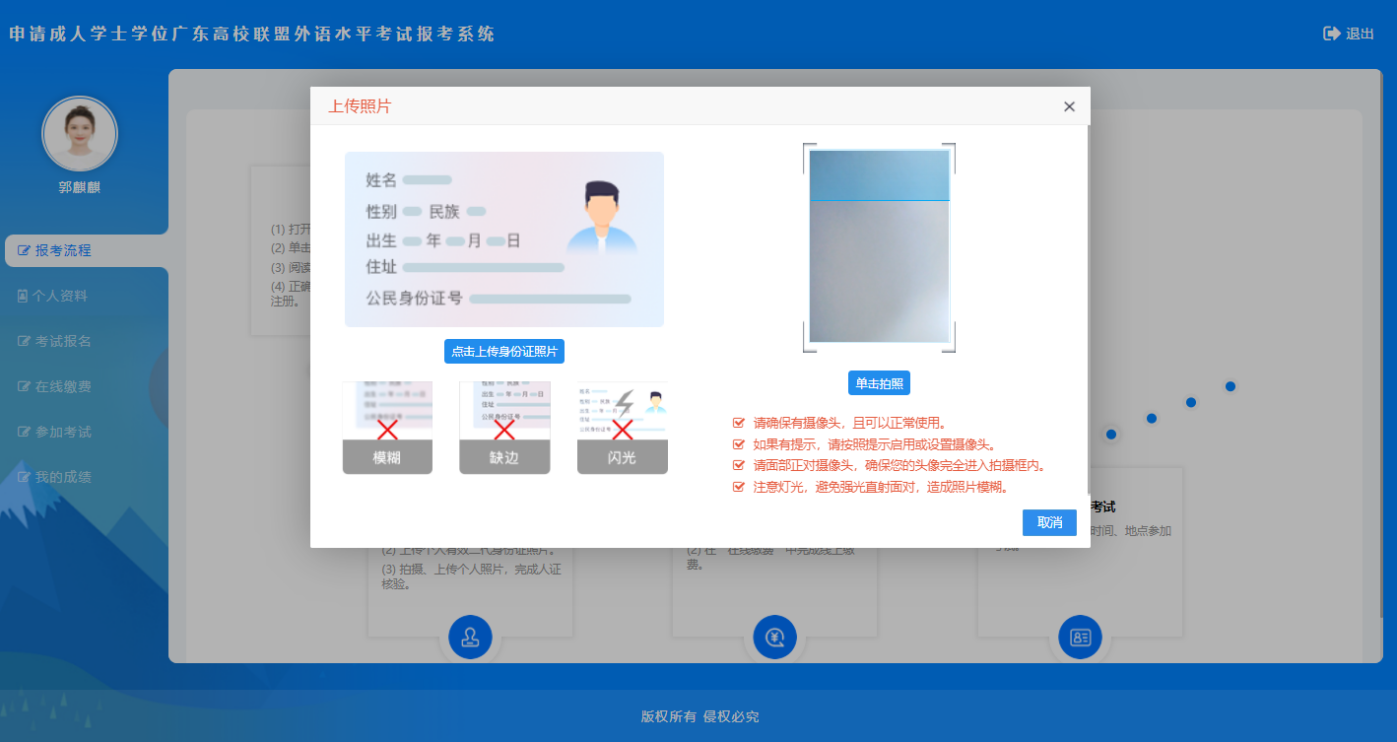 申请成人学士学位广东高校联盟外语水平考试报考系统
退出
郭麒麟
报考流程
个人资料
考试报名
在线缴费
参加考试
我的成绩
(1) 打开
(2) 单击
(3) 阅读
(4) 正确
注册。
上传照片
姓名
性别 民族
出生 年 月 日
住址
公民身份证号
点击上传身份证照片
模糊
缺边
闪光
单击拍照
请确保有摄像头，且可以正常使用。
如果有提示，请按照提示启用或设置摄像头。
请面部正对摄像头，确保您的头像完全进入拍摄框内。
注意灯光，避免强光直射面对，造成照片模糊。
取消
(2) 上传个人有效二代身份证照片。
(3) 拍摄、上传个人照片，完成人证
核验。
(2) 在“在线缴费”中完成线上缴
费。
考试
时间、地点参加
版权所有 侵权必究